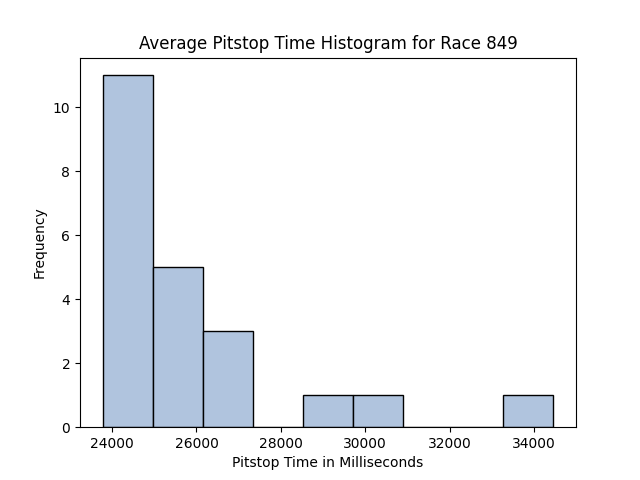 Average Pitstop Time Histogram for Race 849
Frequency
10
8
6
4
2
0
24000 26000 28000 30000 32000 34000
Pitstop Time in Milliseconds